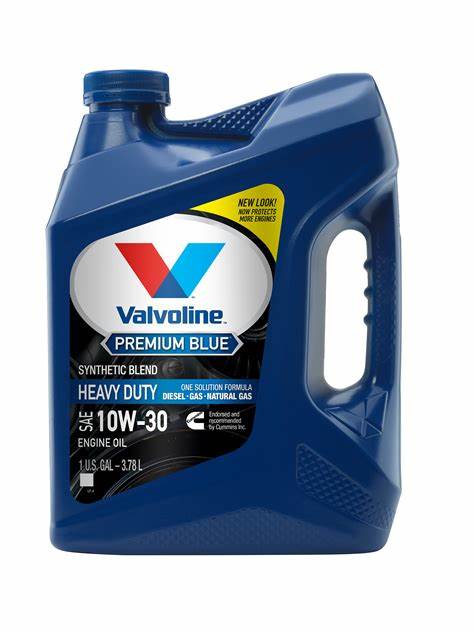 NEW LOOK!
NOW PROTECTS
MORE ENGINES
Valvoline
PREMIUM BLUE
SYNTHETIC BLEND
HEAVY DUTY
ONE SOLUTION FORMULA
DIESEL•GAS•NATURAL GAS
SAE 10W-30
Endorsed and
recommended
by Cummins Inc.
ENGINE OIL
1 U.S. GAL – 3.78 L